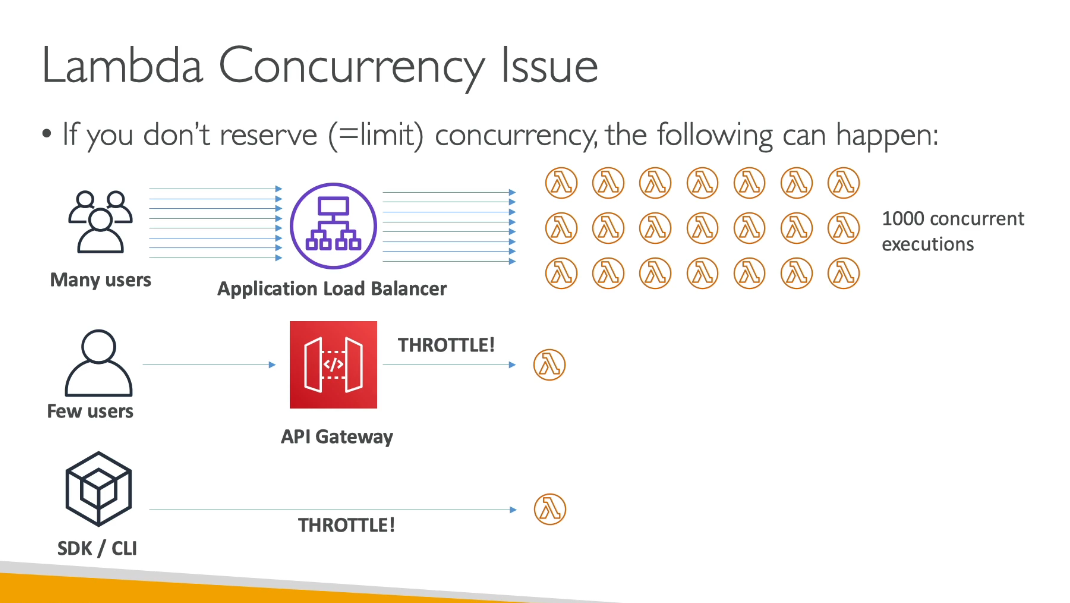 Lambda Concurrency Issue
• If you don't reserve (=limit) concurrency, the following can happen:
Many users
Application Load Balancer
1000 concurrent
executions
Few users
THROTTLE!
</>
API Gateway
SDK / CLI
THROTTLE!